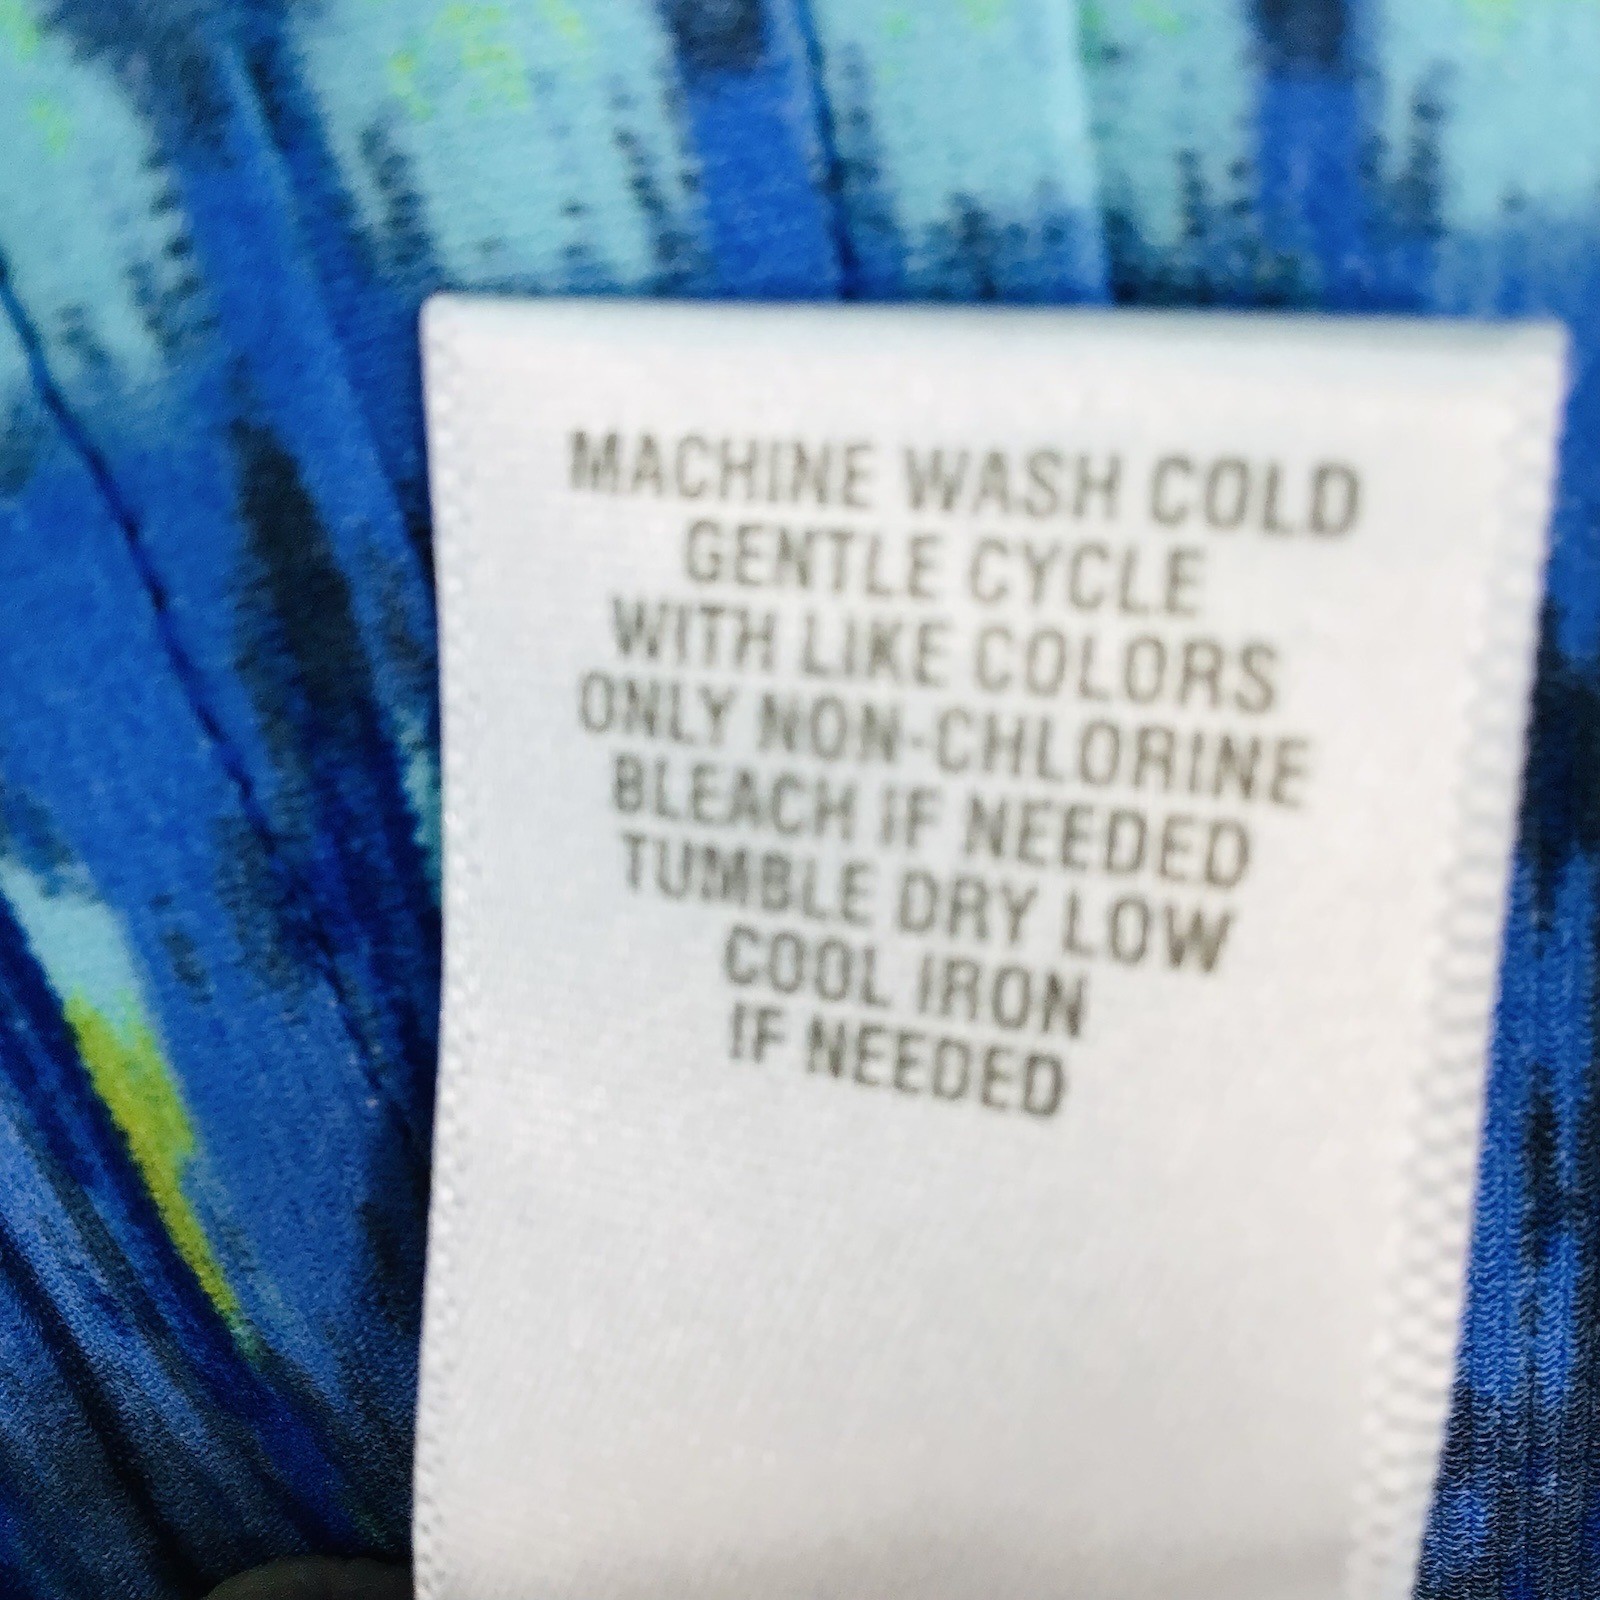 MACHINE WASH COLD
GENTLE CYCLE
WITH LIKE COLORS
ONLY NON-CHLORINE
BLEACH IF NEEDED
TUMBLE DRY LOW
COOL IRON
IF NEEDED